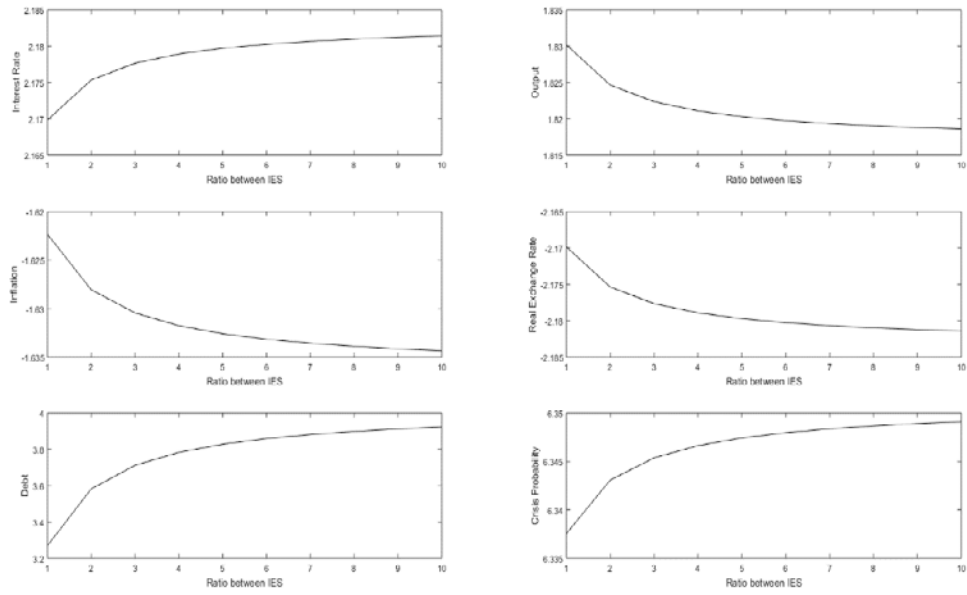 2.185
2.18
2.175
2.17
2.165
Interest Rate
1 2 3 4 5 6 7 8 9 10
Ratio between IES
1.835
1.83
1.825
1.82
1.815
Output
1 2 3 4 5 6 7 8 9 10
Ratio between IES
-1.62
-1.625
-1.63
-1.635
Inflation
1 2 3 4 5 6 7 8 9 10
Ratio between IES
-2.165
-2.17
-2.175
-2.18
-2.185
Real Exchange Rate
1 2 3 4 5 6 7 8 9 10
Ratio between IES
4
3.8
3.6
3.4
3.2
Debt
1 2 3 4 5 6 7 8 9 10
Ratio between IES
6.35
6.345
6.34
6.335
Crisis Probability
1 2 3 4 5 6 7 8 9 10
Ratio between IES